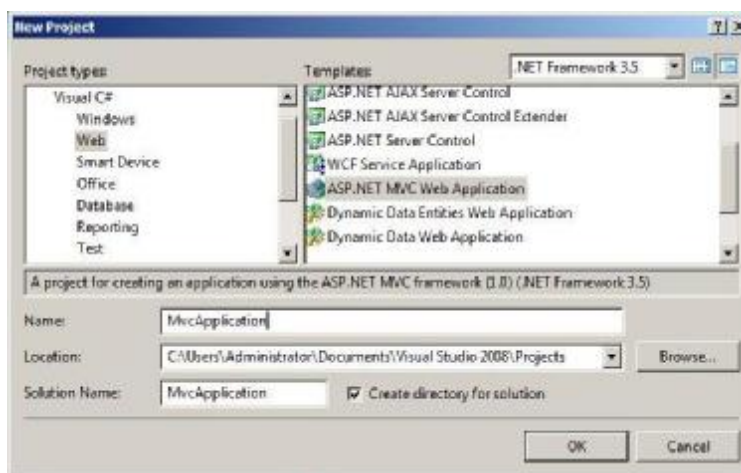 New Project
Project types:
Templates:
.NET Framework 3.5
Visual C#
Windows
Web
Smart Device
Office
Database
Reporting
Test
ASP.NET AJAX Server Control
ASP.NET AJAX Server Control Extender
ASP.NET Server Control
WCF Service Application
ASP.NET MVC Web Application
Dynamic Data Entities Web Application
Dynamic Data Web Application
A project for creating an application using the ASP.NET MVC framework (1.0) (.NET Framework 3.5)
Name:
MvcApplication
Location:
C:\Users\Administrator\Documents\Visual Studio 2008\Projects
Browse...
Solution Name:
MvcApplication
Create directory for solution
OK
Cancel